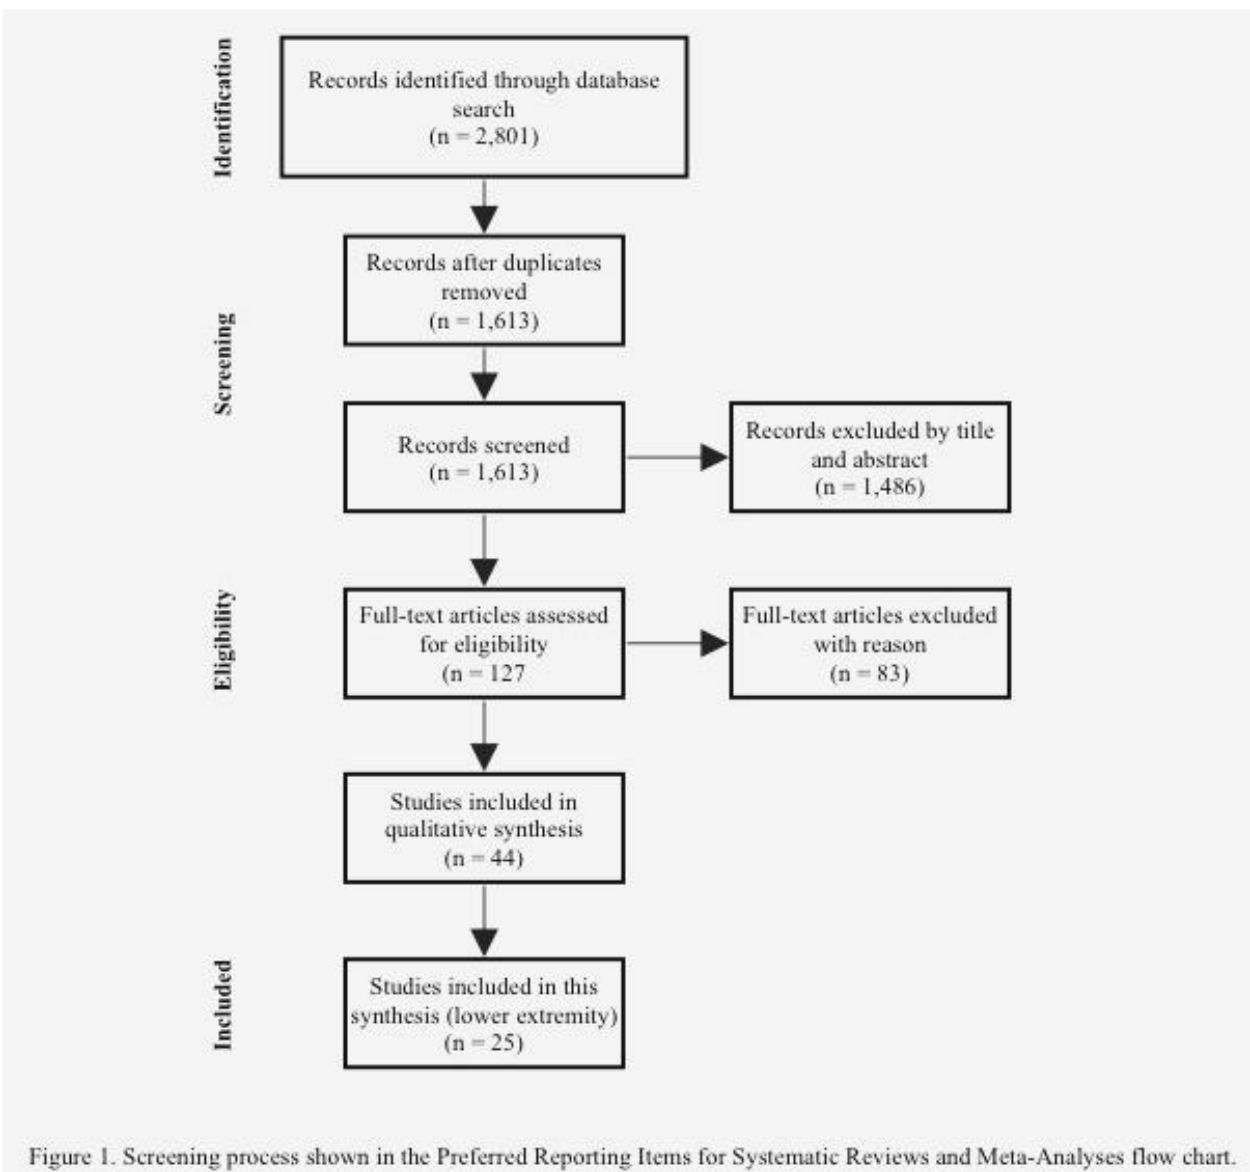 Identification
Records identified through database
search
(n = 2,801)
Records after duplicates
removed
(n = 1,613)
Screening
Records screened
(n = 1,613)
Records excluded by title
and abstract
(n = 1,486)
Eligibility
Full-text articles assessed
for eligibility
(n = 127
Full-text articles excluded
with reason
(n = 83)
Studies included in
qualitative synthesis
(n = 44)
Included
Studies included in this
synthesis (lower extremity)
(n = 25)
Figure 1. Screening process shown in the Preferred Reporting Items for Systematic Reviews and Meta-Analyses flow chart.